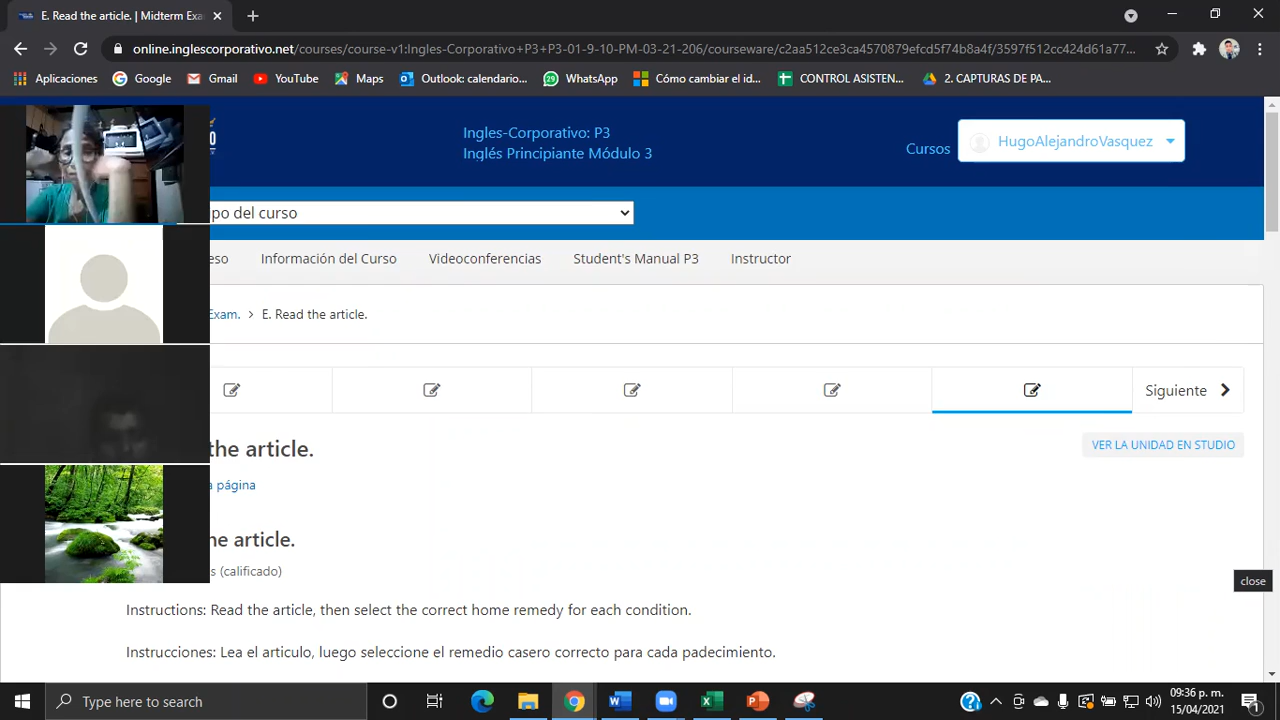 E. Read the article. | Midterm Exa
online.inglescorporativo.net/courses/course-v1:Ingles-Corporativo+P3+P3-01-9-10-PM-03-21-206/courseware/c2aa512ce3ca4570879efcd5f74b8a4f/3597f512cc424d61a77...
Aplicaciones Google Gmail YouTube Maps Outlook: calendario... WhatsApp Cómo cambiar el id... CONTROL ASISTEN... 2. CAPTURAS DE PA...
Ingles-Corporativo: P3
Inglés Principiante Módulo 3
Cursos HugoAlejandroVasquez
po del curso
eso Información del Curso Videoconferencias Student's Manual P3 Instructor
Exam. > E. Read the article.
Siguiente
the article.
VER LA UNIDAD EN STUDIO
a página
he article.
s (calificado)
close
Instructions: Read the article, then select the correct home remedy for each condition.
Instrucciones: Lea el articulo, luego seleccione el remedio casero correcto para cada padecimiento.
Type here to search
09:36 p. m.
15/04/2021